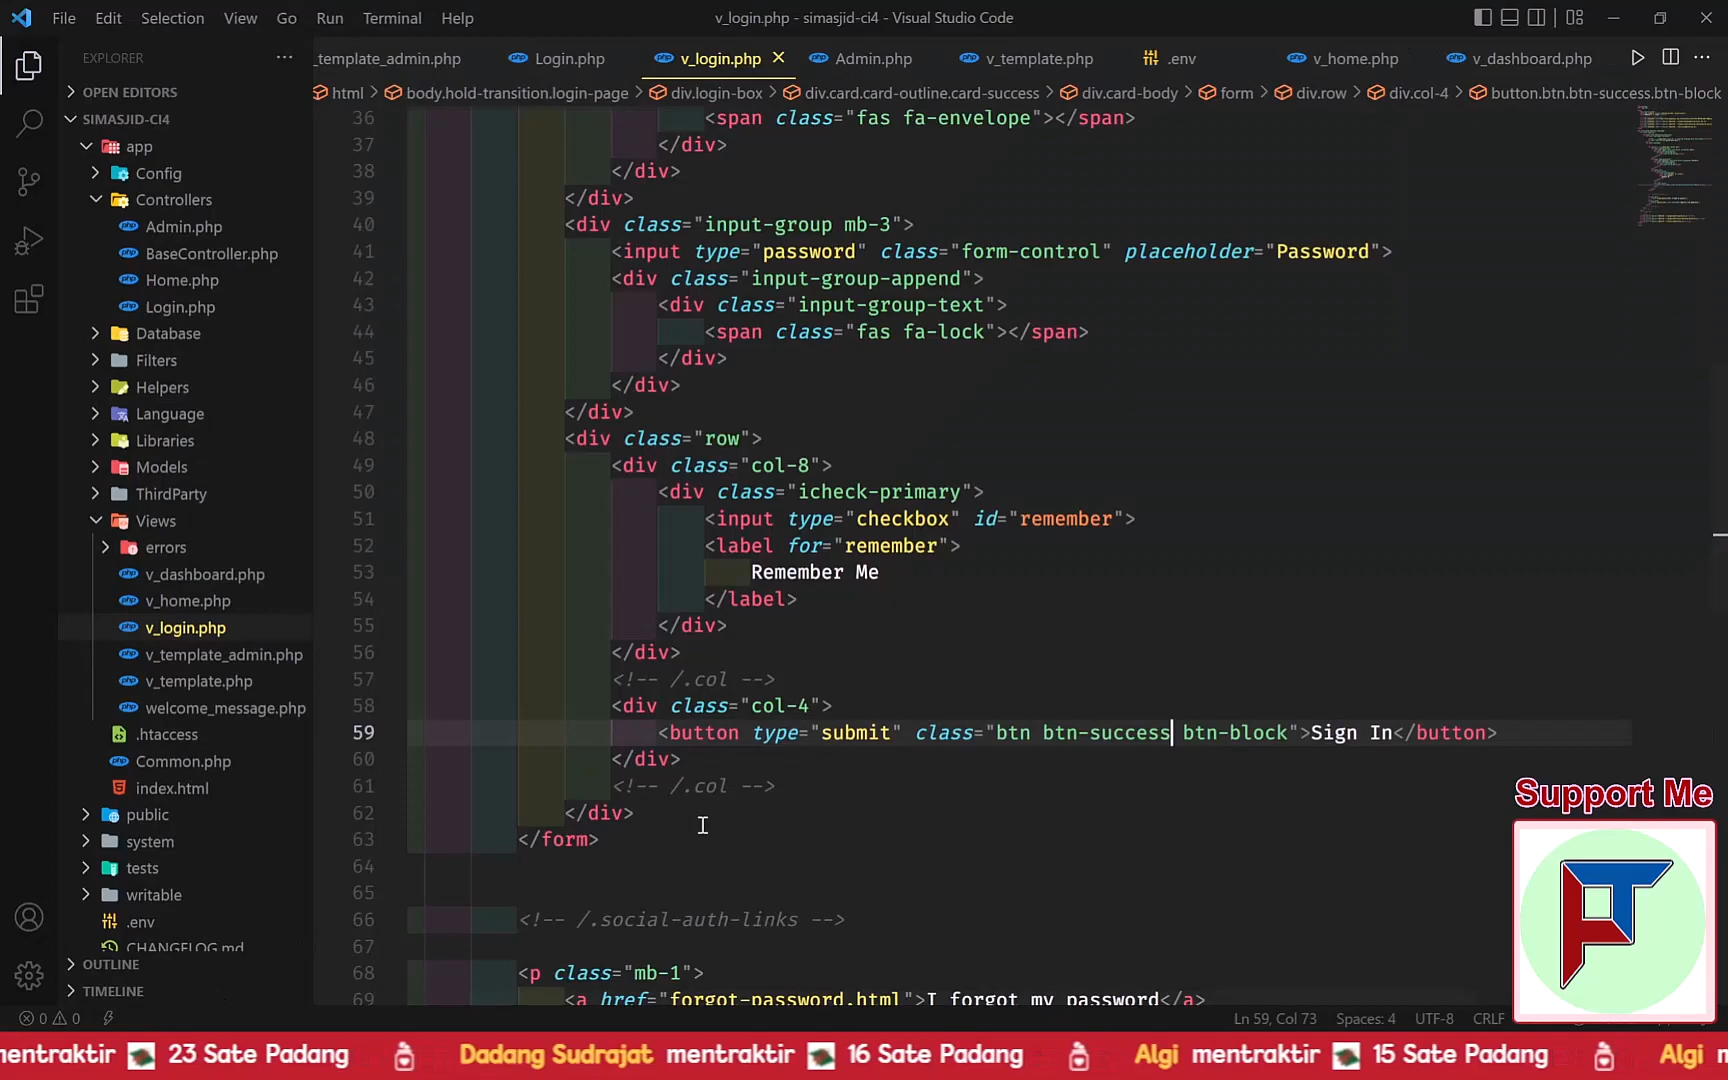 File Edit Selection View Go Run Terminal Help
v_login.php - simasjid-ci4 - Visual Studio Code
EXPLORER
_template_admin.php Login.php v_login.php Admin.php v_template.php .env v_home.php v_dashboard.php
html > body.hold-transition.login-page > div.login-box > div.card.card-outline.card-success > div.card-body > form > div.row > div.col-4 > button.btn.btn-success.btn-block
OPEN EDITORS
SIMASJID-CI4
app
Config
Controllers
Admin.php
BaseController.php
Home.php
Login.php
Database
Filters
Helpers
Language
Libraries
Models
ThirdParty
Views
errors
v_dashboard.php
v_home.php
v_login.php
v_template_admin.php
v_template.php
welcome_message.php
.htaccess
Common.php
index.html
public
system
tests
writable
.env
CHANGELOG.md
OUTLINE
TIMELINE
36 <span class="fas fa-envelope"></span>
37 </div>
38 </div>
39 </div>
40 <div class="input-group mb-3">
41 <input type="password" class="form-control" placeholder="Password">
42 <div class="input-group-append">
43 <div class="input-group-text">
44 <span class="fas fa-lock"></span>
45 </div>
46 </div>
47 </div>
48 <div class="row">
49 <div class="col-8">
50 <div class="icheck-primary">
51 <input type="checkbox" id="remember">
52 <label for="remember">
53 Remember Me
54 </label>
55 </div>
56 </div>
57 <!-- /.col -->
58 <div class="col-4">
59 <button type="submit" class="btn btn-success btn-block">Sign In</button>
60 </div>
61 <!-- /.col -->
62 </div>
63 </form>
64
65
66 <!-- /.social-auth-links -->
67
68 <p class="mb-1">
69 <a href="forgot-password.html">I forgot my password</a>
Support Me
0 0
Ln 59, Col 73 Spaces: 4 UTF-8 CRLF
mentraktir 23 Sate Padang Dadang Sudrajat mentraktir 16 Sate Padang Algi mentraktir 15 Sate Padang Algi